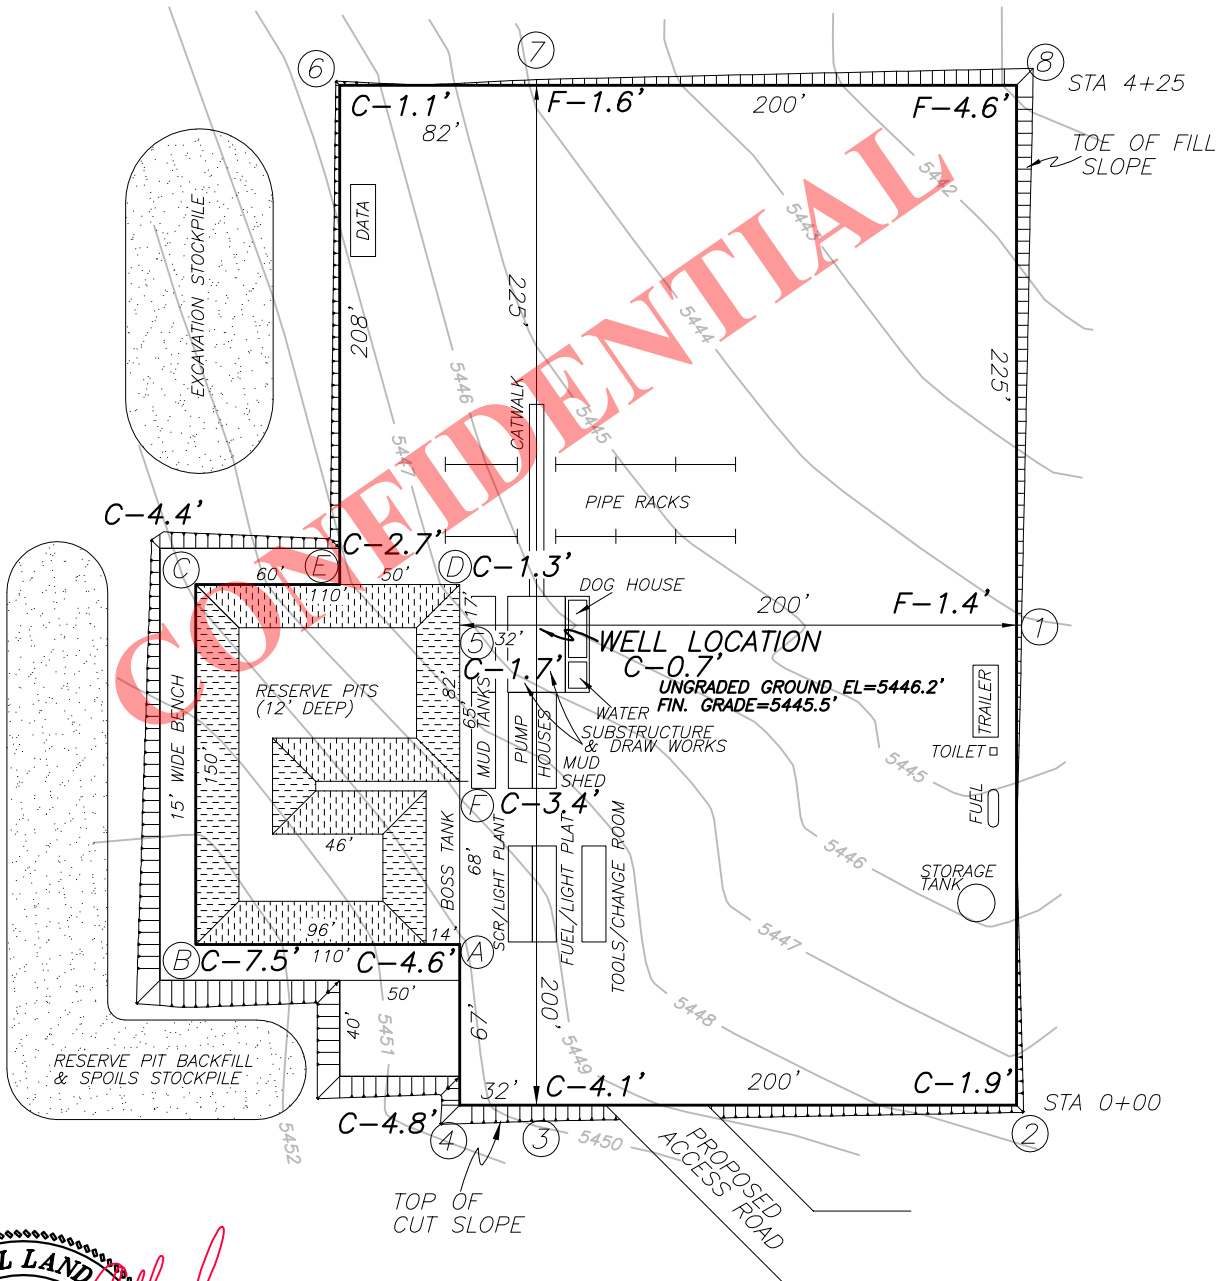 6
7
8
STA 4+25
C-1.1'
F-1.6'
200'
F-4.6'
82'
TOE OF FILL
SLOPE
5442
5443
DATA
EXCAVATION STOCKPILE
208'
225'
5444
225'
5446
CATWALK
5445
5447
CONFIDENTIAL
PIPE RACKS
C-4.4'
C-2.7'
C
E
D
C-1.3'
60'
50'
110'
DOG HOUSE
17'
200'
F-1.4'
1
5
32'
WELL LOCATION
C-1.7'
C-0.7'
UNGRADED GROUND EL=5446.2'
FIN. GRADE=5445.5'
RESERVE PITS
(12' DEEP)
82'
65'
MUD TANKS
PUMP
HOUSES
WATER
SUBSTRUCTURE
& DRAW WORKS
MUD
SHED
TRAILER
TOILET
5445
15' WIDE BENCH
150'
F
C-3.4'
FUEL
46'
BOSS TANK
68'
SCR/LIGHT PLANT
FUEL/LIGHT PLAT
TOOLS/CHANGE ROOM
5446
STORAGE
TANK
96'
14'
5447
B
C-7.5'
110'
C-4.6'
A
50'
40'
67'
200'
5448
5451
5449
RESERVE PIT BACKFILL
& SPOILS STOCKPILE
32'
C-4.1'
200'
C-1.9'
STA 0+00
C-4.8'
4
3
2
5450
5452
PROPOSED
ACCESS ROAD
TOP OF
CUT SLOPE
L LAND